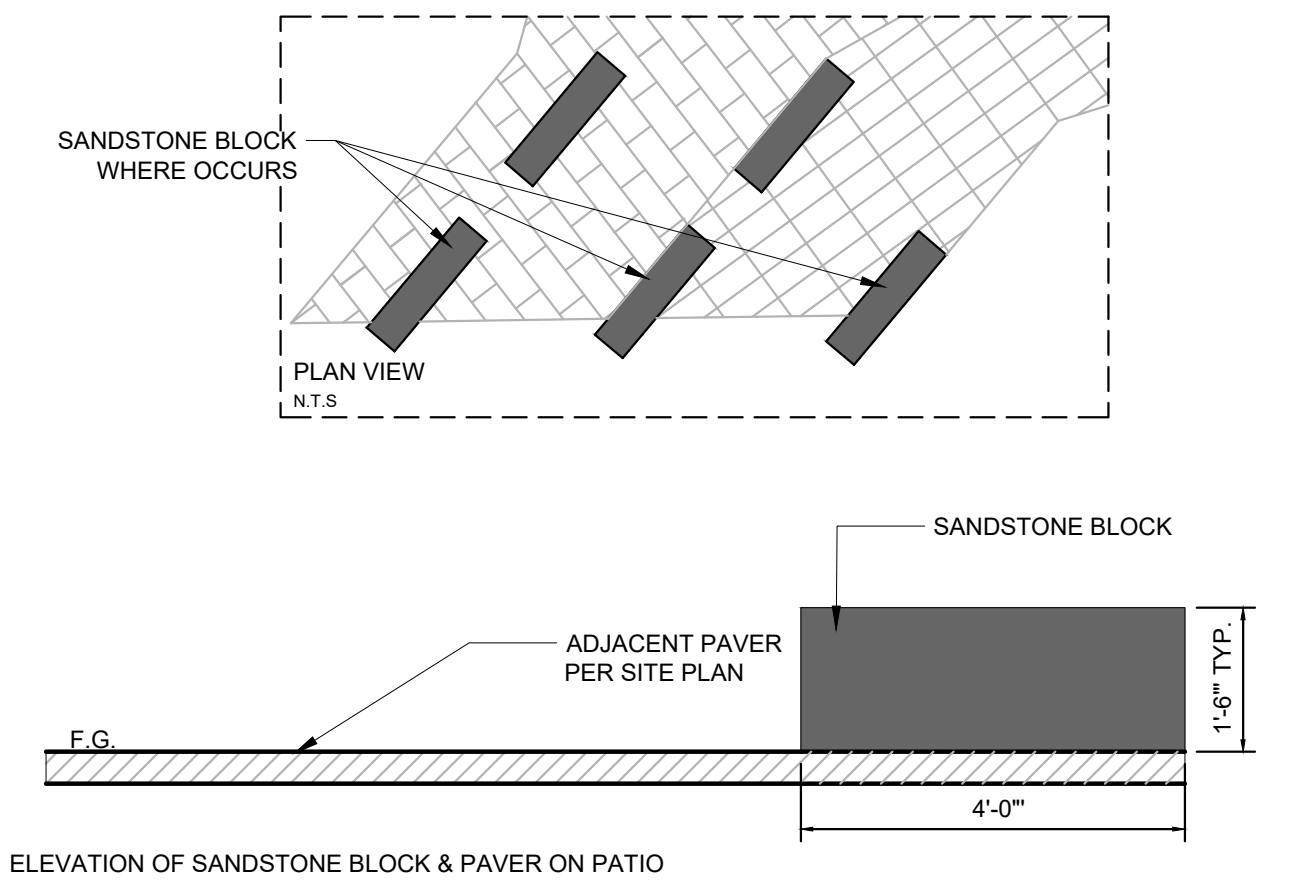 SANDSTONE BLOCK
WHERE OCCURS
PLAN VIEW
N.T.S
SANDSTONE BLOCK
ADJACENT PAVER
PER SITE PLAN
1'-6"' TYP.
F.G.
4'-0"'
ELEVATION OF SANDSTONE BLOCK & PAVER ON PATIO